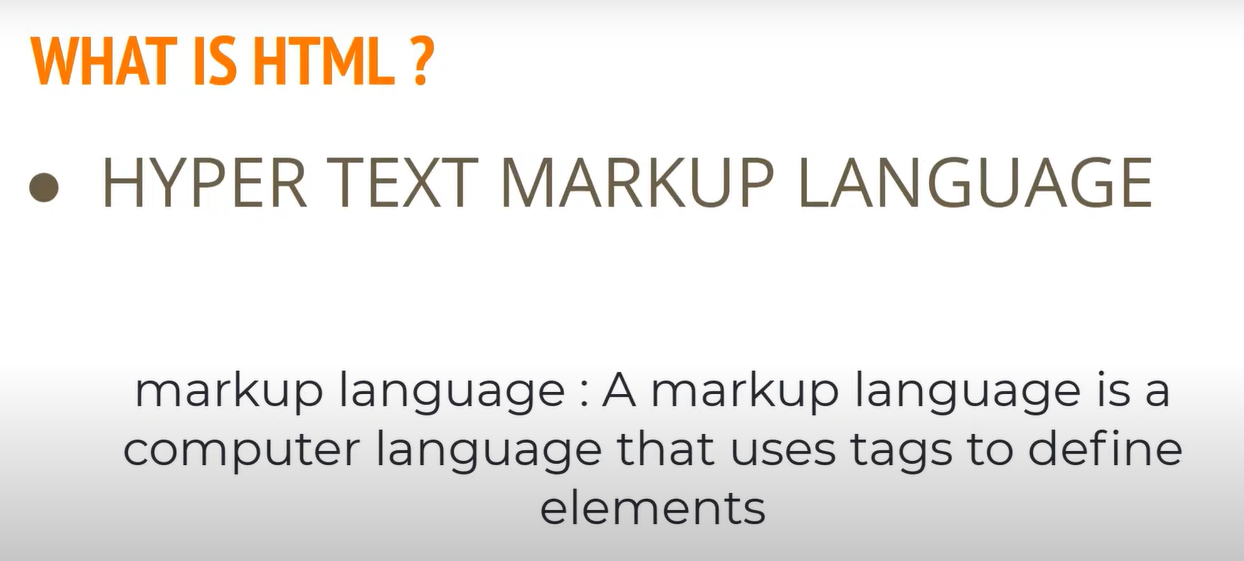 WHAT IS HTML ?
● HYPER TEXT MARKUP LANGUAGE
markup language : A markup language is a
computer language that uses tags to define
elements